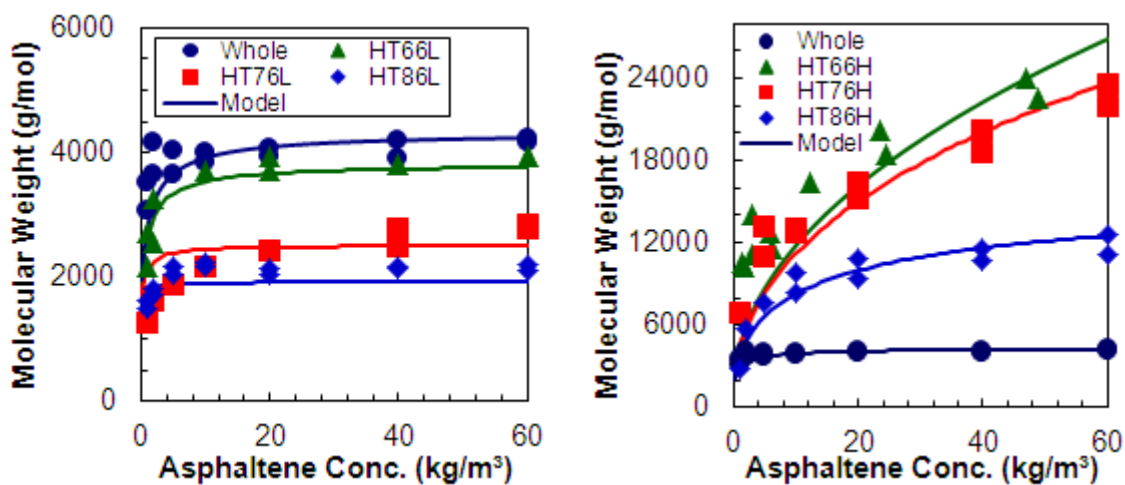 6000
4000
2000
0
Molecular Weight (g/mol)
Whole HT66L
HT76L HT86L
Model
0 20 40 60
Asphaltene Conc. (kg/m³)
24000
18000
12000
6000
0
Molecular Weight (g/mol)
Whole
HT66H
HT76H
HT86H
Model
0 20 40 60
Asphaltene Conc. (kg/m³)